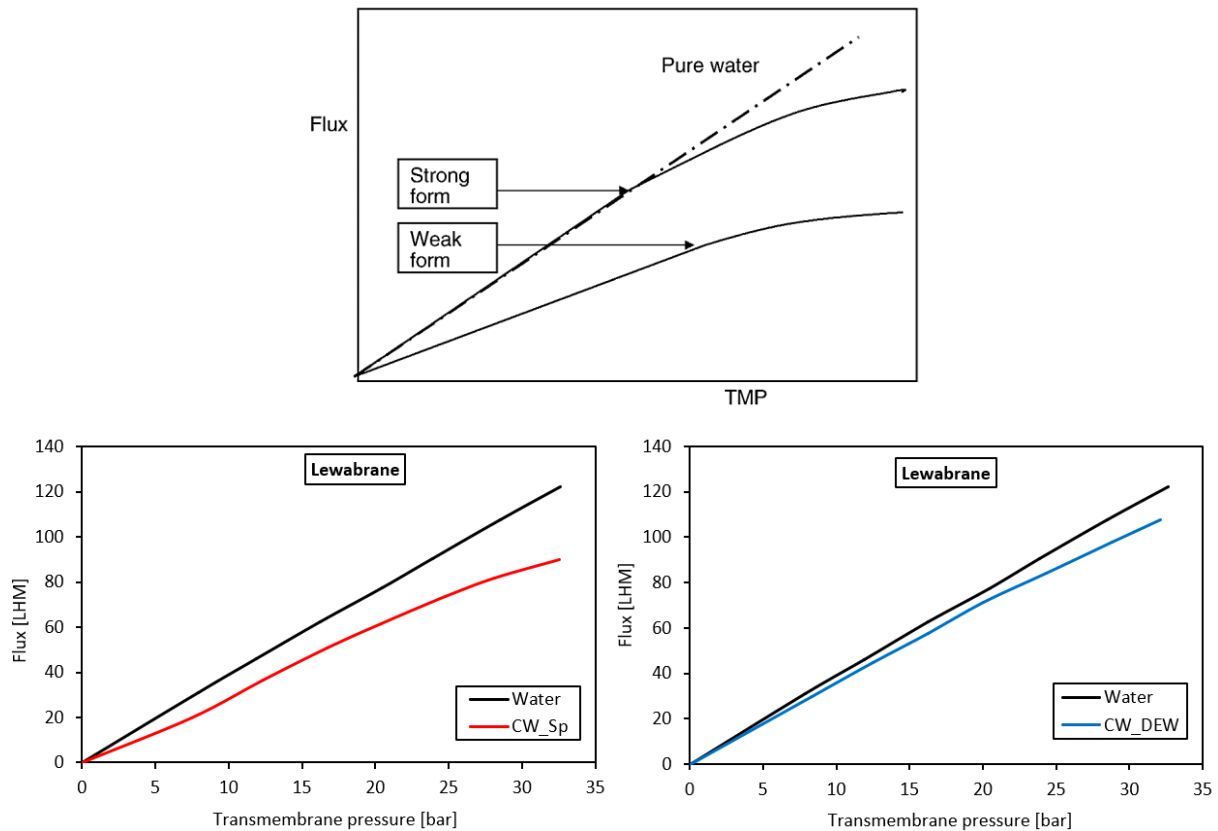 Pure water
Flux
Strong
form
Weak
form
TMP
Lewabrane
140
120
100
80
60
40
20
0
Flux [LHM]
0 5 10 15 20 25 30 35
Transmembrane pressure [bar]
Water
CW_Sp
Lewabrane
140
120
100
80
60
40
20
0
Flux [LHM]
0 5 10 15 20 25 30 35
Transmembrane pressure [bar]
Water
CW_DEW